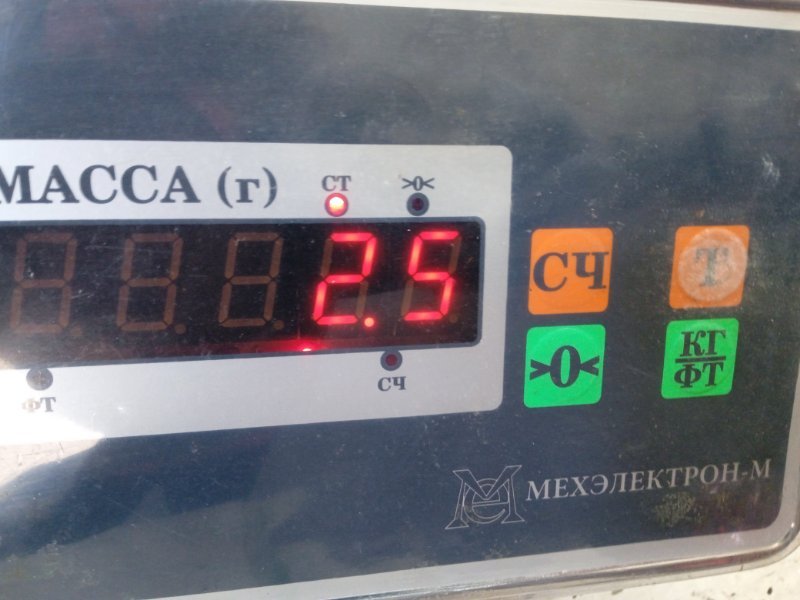 МАССА (г)
СТ >0<
2.5
СЧ Т
>0< КГ
ФТ
ФТ СЧ
МЕХЭЛЕКТРОН-М